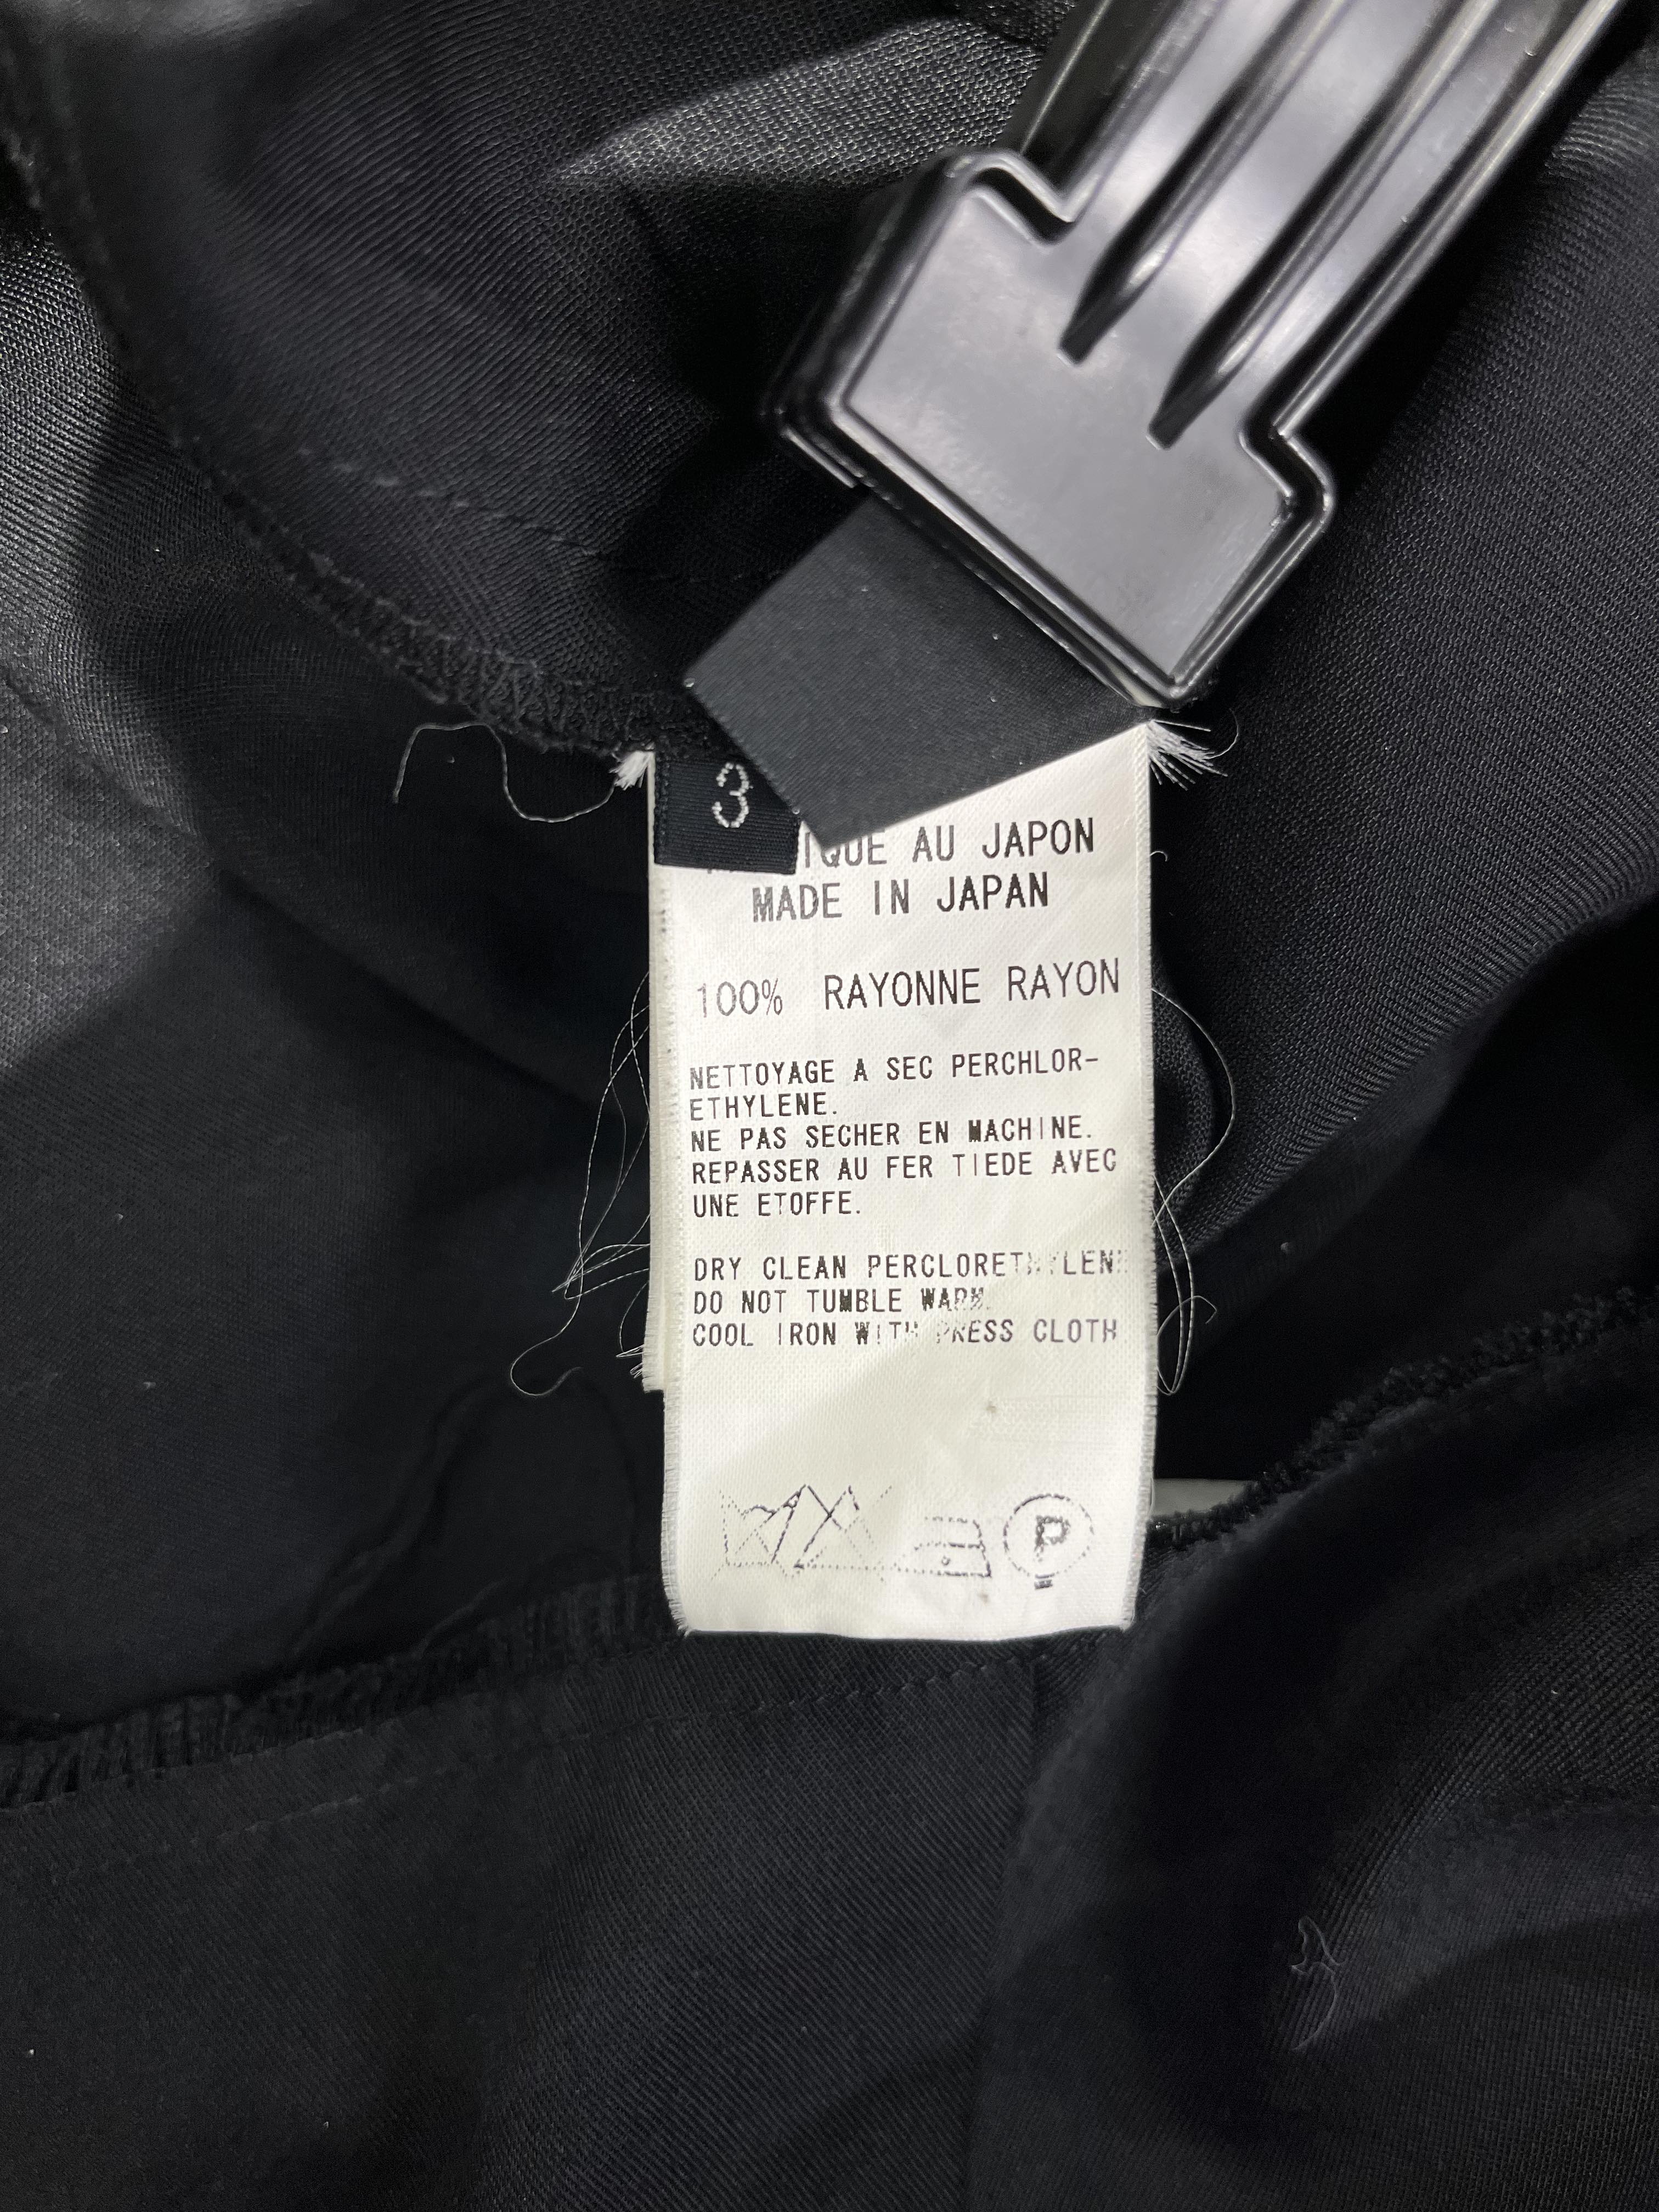 3
IQUE AU JAPON
MADE IN JAPAN
100% RAYONNE RAYON
NETTOYAGE A SEC PERCHLOR-
ETHYLENE.
NE PAS SECHER EN MACHINE.
REPASSER AU FER TIEDE AVEC
UNE ETOFFE.
DRY CLEAN PERCLORETHYLENE
DO NOT TUMBLE WARM.
COOL IRON WITH PRESS CLOTH
P